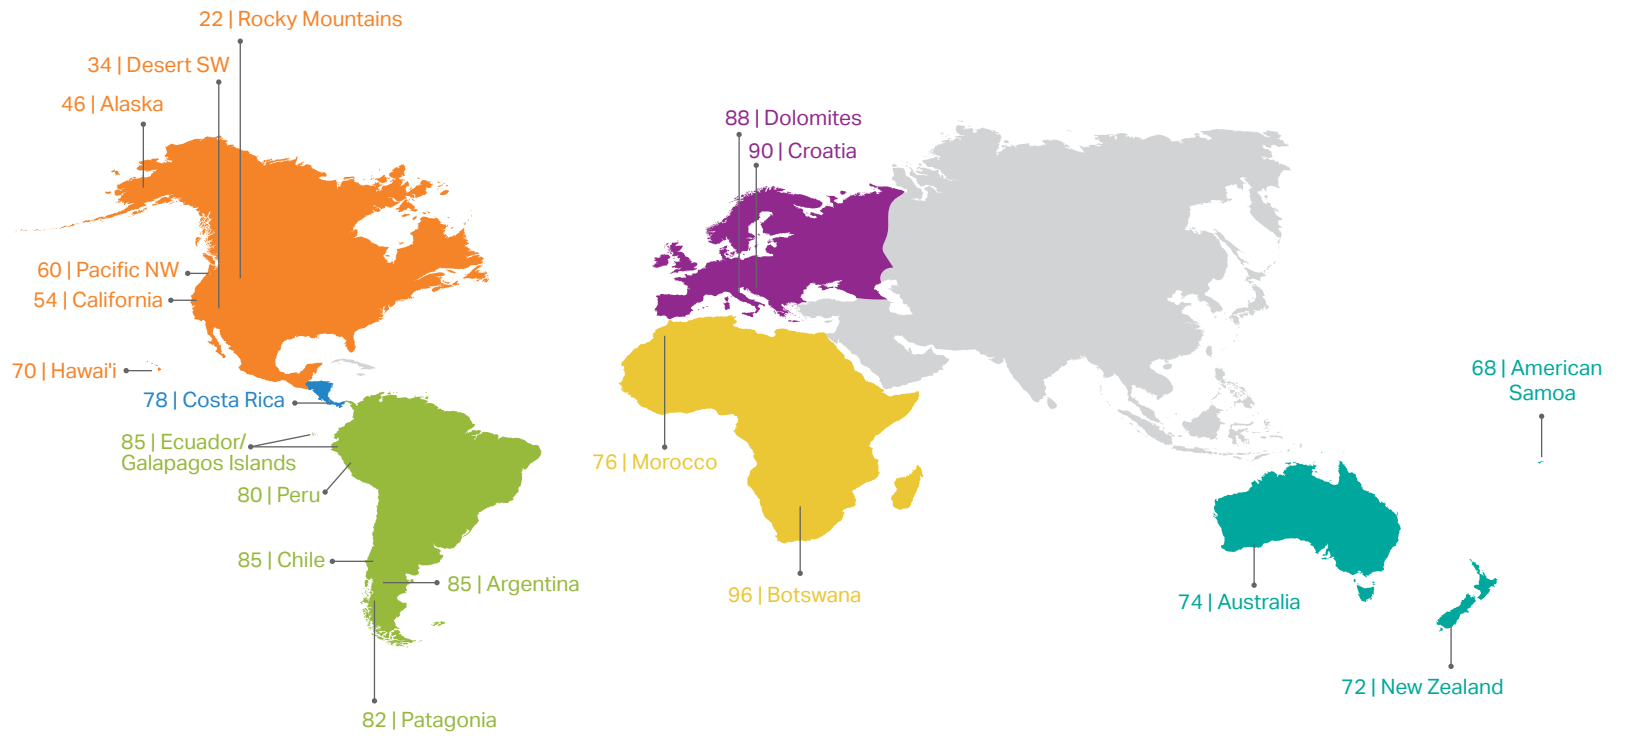 22 | Rocky Mountains
34 | Desert SW
46 | Alaska
88 | Dolomites
90 | Croatia
60 | Pacific NW
54 | California
70 | Hawai'i
78 | Costa Rica
85 | Ecuador/
Galapagos Islands
80 | Peru
85 | Chile
85 | Argentina
82 | Patagonia
76 | Morocco
96 | Botswana
68 | American
Samoa
74 | Australia
72 | New Zealand